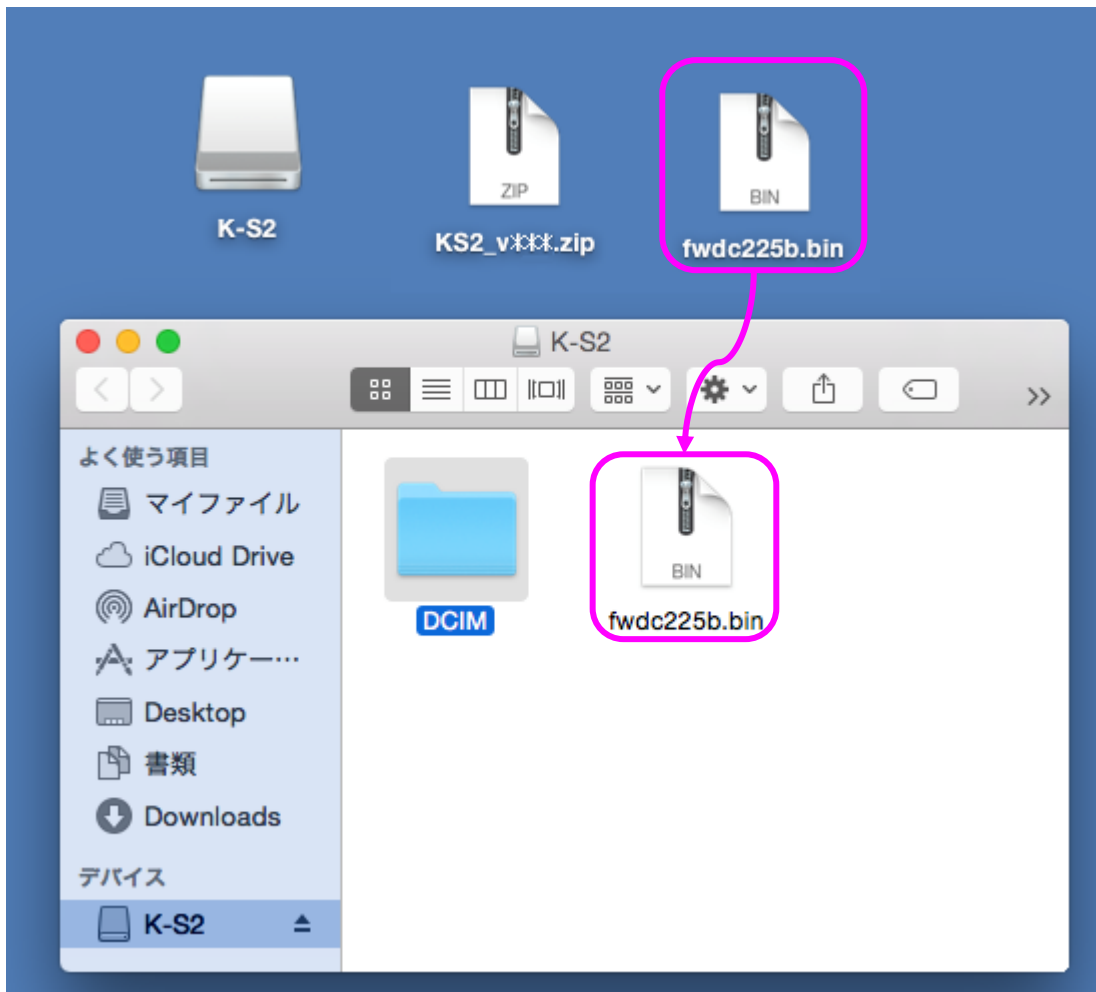 ZIP
BIN
K-S2
KS2_v***.zip
fwdc225b.bin
K-S2
よく使う項目
マイファイル
iCloud Drive
AirDrop
アプリケー…
Desktop
書類
Downloads
デバイス
K-S2
BIN
DCIM
fwdc225b.bin